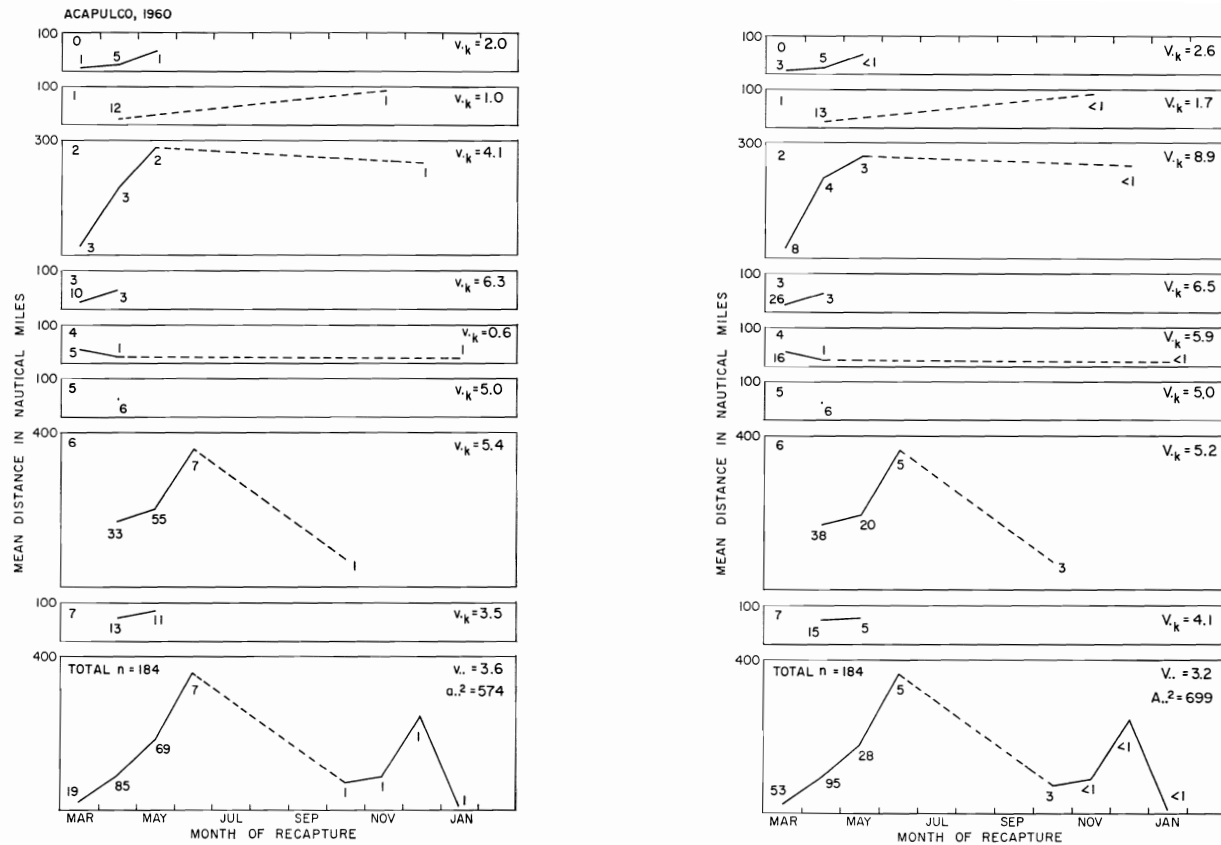 ACAPULCO, 1960
MEAN DISTANCE IN NAUTICAL MILES
100
0
1 5 1
v.k = 2.0
100
1
12 1
v.k = 1.0
300
2
3 3 2 1
v.k = 4.1
100
3
10 3
v.k = 6.3
100
4
5 1 1
v.k = 0.6
100
5
6
v.k = 5.0
400
6
33 55 7 1
v.k = 5.4
100
7
13 11
v.k = 3.5
400
TOTAL n = 184
v.. = 3.6
a..² = 574
19 85 69 7 1 1 1 1
MAR MAY JUL SEP NOV JAN
MONTH OF RECAPTURE
MEAN DISTANCE IN NAUTICAL MILES
100
0
3 5 <1
V.k = 2.6
100
1
13 <1
V.k = 1.7
300
2
8 4 3 <1
V.k = 8.9
100
3
26 3
V.k = 6.5
100
4
16 1 <1
V.k = 5.9
100
5
6
V.k = 5.0
400
6
38 20 5 3
V.k = 5.2
100
7
15 5
V.k = 4.1
400
TOTAL n = 184
V.. = 3.2
A..² = 699
53 95 28 5 3 <1 <1 <1
MAR MAY JUL SEP NOV JAN
MONTH OF RECAPTURE